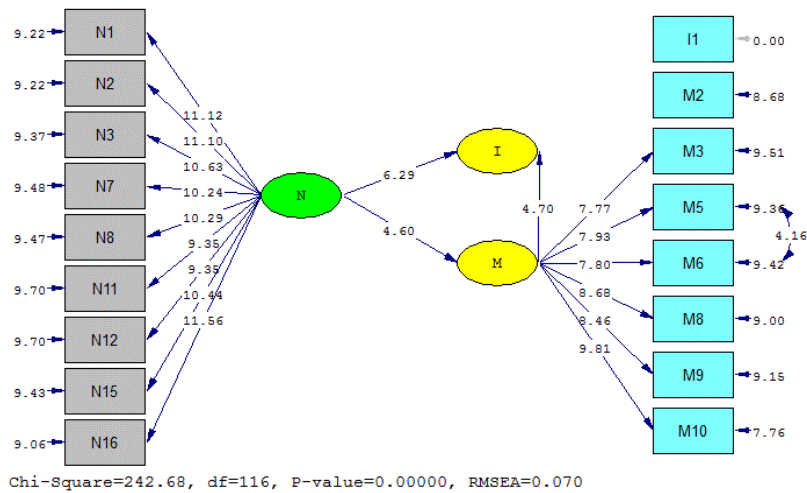 9.22 N1
9.22 N2
9.37 N3
9.48 N7
9.47 N8
9.70 N11
9.70 N12
9.43 N15
9.06 N16
11.12
11.10
10.63
10.24
10.29
9.35
9.35
10.44
11.56
N
6.29
4.60
I
4.70
M
7.77
7.93
7.80
8.68
8.46
9.81
I1 0.00
M2 8.68
M3 9.51
M5 9.36
4.16
M6 9.42
M8 9.00
M9 9.15
M10 7.76
Chi-Square=242.68, df=116, P-value=0.00000, RMSEA=0.070